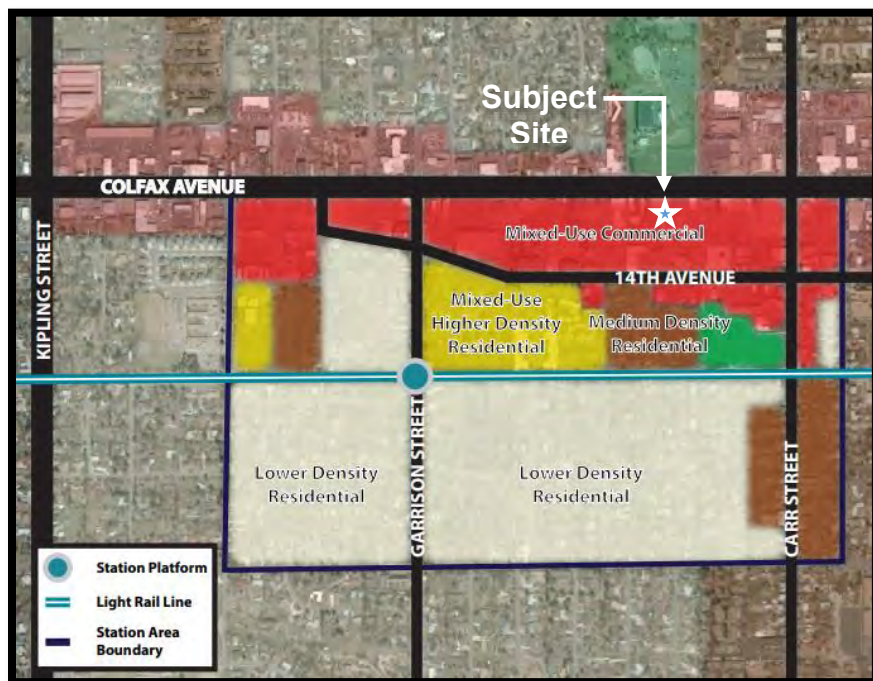 Subject
Site
COLFAX AVENUE
Mixed-Use Commercial
14TH AVENUE
KIPLING STREET
Mixed-Use
Higher Density
Residential
Medium Density
Residential
GARRISON STREET
CARR STREET
Lower Density
Residential
Lower Density
Residential
Station Platform
Light Rail Line
Station Area
Boundary